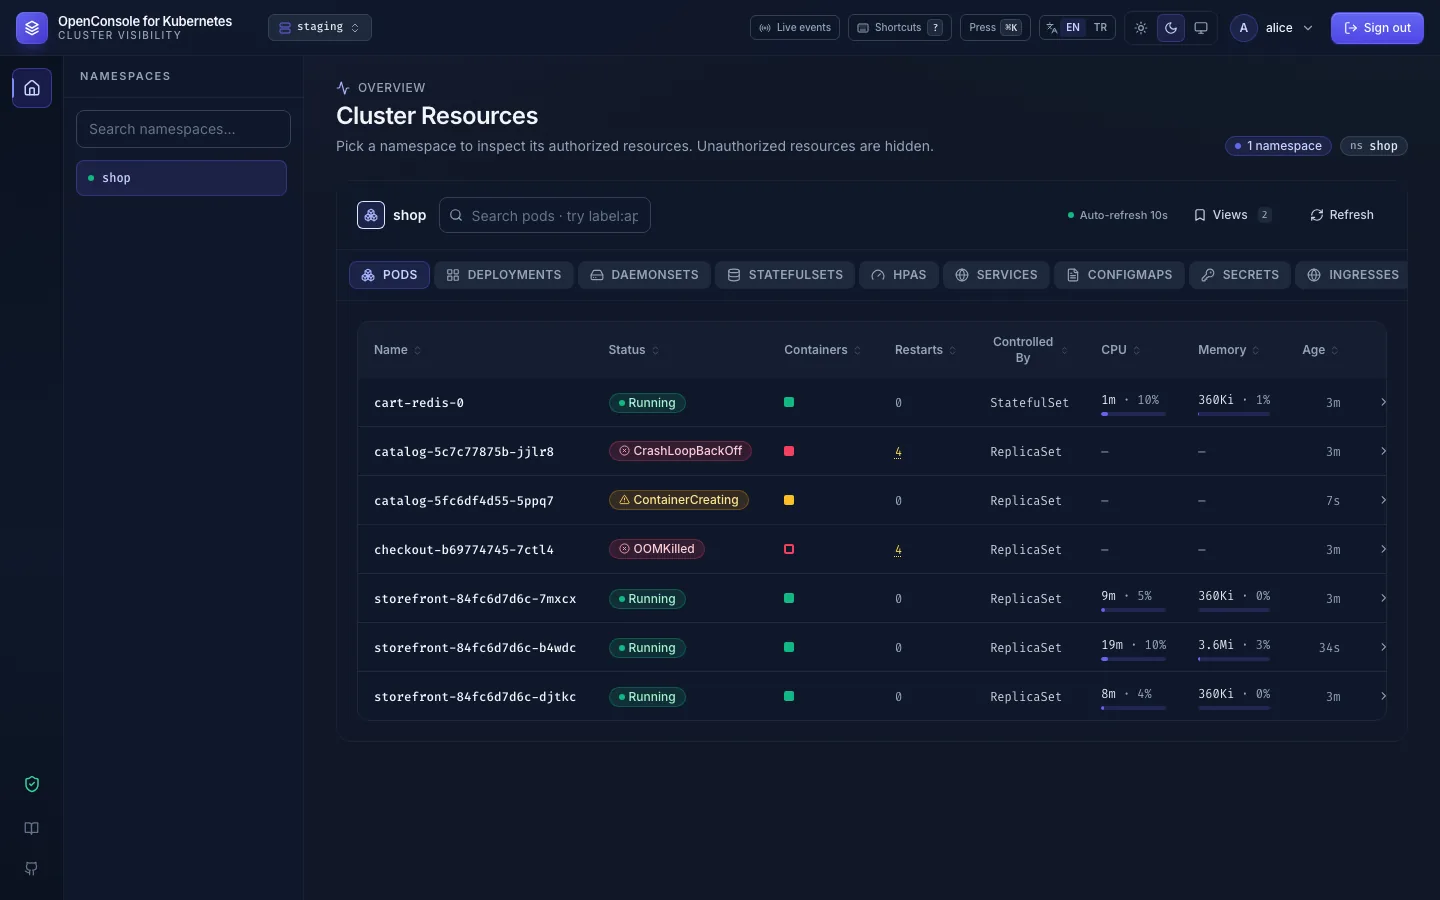 OpenConsole for Kubernetes
CLUSTER VISIBILITY
staging
Live events
Shortcuts ?
Press ⌘K
EN TR
A alice
Sign out
NAMESPACES
Search namespaces...
shop
OVERVIEW
Cluster Resources
Pick a namespace to inspect its authorized resources. Unauthorized resources are hidden.
1 namespace
ns shop
shop
Search pods · try label:ap
Auto-refresh 10s
Views 2
Refresh
PODS DEPLOYMENTS DAEMONSETS STATEFULSETS HPAS SERVICES CONFIGMAPS SECRETS INGRESSES
Name Status Containers Restarts Controlled By CPU Memory Age
cart-redis-0 Running 0 StatefulSet 1m · 10% 360Ki · 1% 3m
catalog-5c7c77875b-jjlr8 CrashLoopBackOff 4 ReplicaSet — — 3m
catalog-5fc6df4d55-5ppq7 ContainerCreating 0 ReplicaSet — — 7s
checkout-b69774745-7ctl4 OOMKilled 4 ReplicaSet — — 3m
storefront-84fc6d7d6c-7mxcx Running 0 ReplicaSet 9m · 5% 360Ki · 0% 3m
storefront-84fc6d7d6c-b4wdc Running 0 ReplicaSet 19m · 10% 3.6Mi · 3% 34s
storefront-84fc6d7d6c-djtkc Running 0 ReplicaSet 8m · 4% 360Ki · 0% 3m